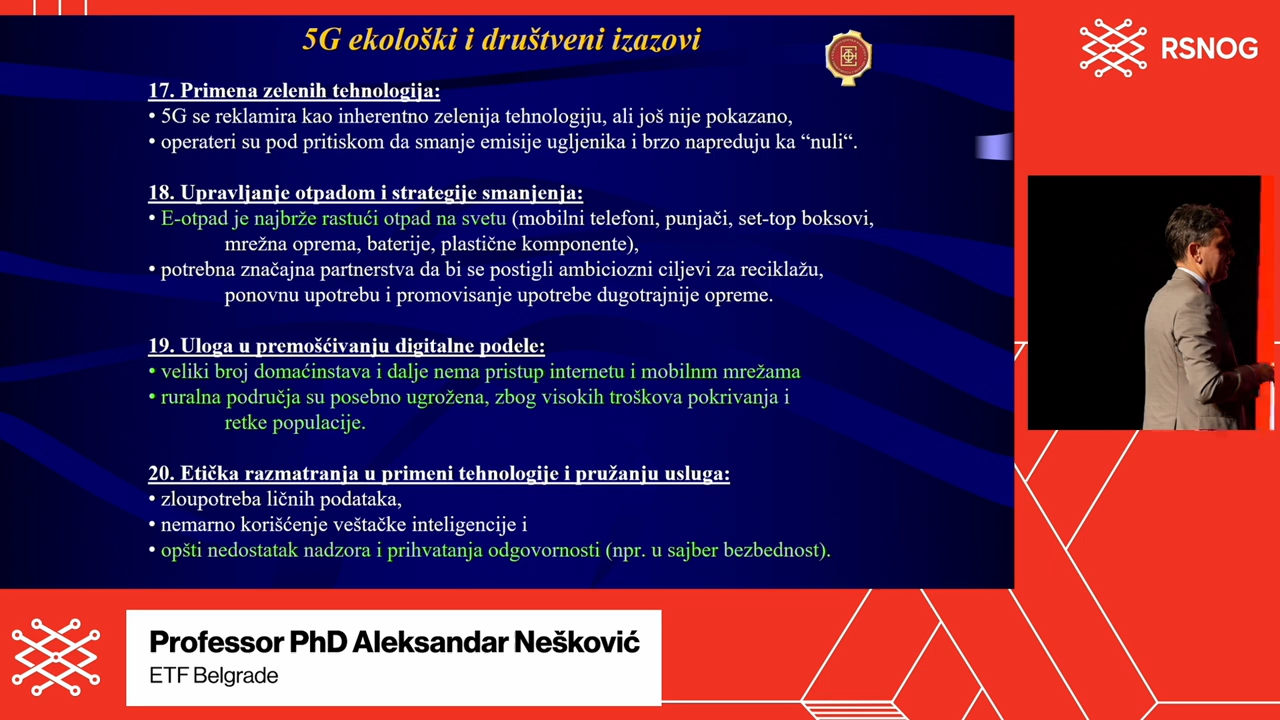 5G ekološki i društveni izazovi
RSNOG
17. Primena zelenih tehnologija:
• 5G se reklamira kao inherentno zelenija tehnologiju, ali još nije pokazano,
• operateri su pod pritiskom da smanje emisije ugljenika i brzo napreduju ka “nuli“.
18. Upravljanje otpadom i strategije smanjenja:
• E-otpad je najbrže rastući otpad na svetu (mobilni telefoni, punjači, set-top boksovi,
mrežna oprema, baterije, plastične komponente),
• potrebna značajna partnerstva da bi se postigli ambiciozni ciljevi za reciklažu,
ponovnu upotrebu i promovisanje upotrebe dugotrajnije opreme.
19. Uloga u premošćivanju digitalne podele:
• veliki broj domaćinstava i dalje nema pristup internetu i mobilnm mrežama
• ruralna područja su posebno ugrožena, zbog visokih troškova pokrivanja i
retke populacije.
20. Etička razmatranja u primeni tehnologije i pružanju usluga:
• zloupotreba ličnih podataka,
• nemarno korišćenje veštačke inteligencije i
• opšti nedostatak nadzora i prihvatanja odgovornosti (npr. u sajber bezbednost).
Professor PhD Aleksandar Nešković
ETF Belgrade